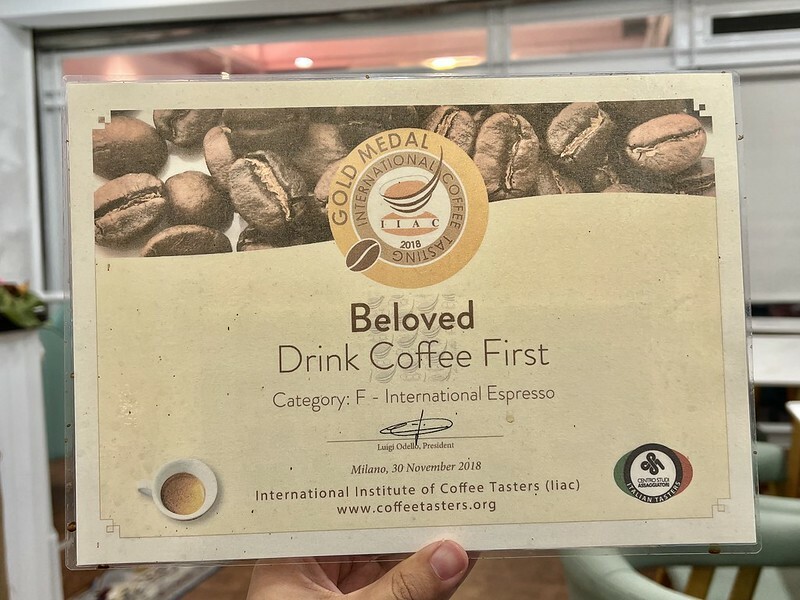 GOLD MEDAL
INTERNATIONAL COFFEE TASTING
IIAC
2018
Beloved
Drink Coffee First
Category: F - International Espresso
Luigi Odello, President
Milano, 30 November 2018
International Institute of Coffee Tasters (Iiac)
www.coffeetasters.org
CENTRO STUDI
ASSAGGIATORI
ITALIAN TASTERS